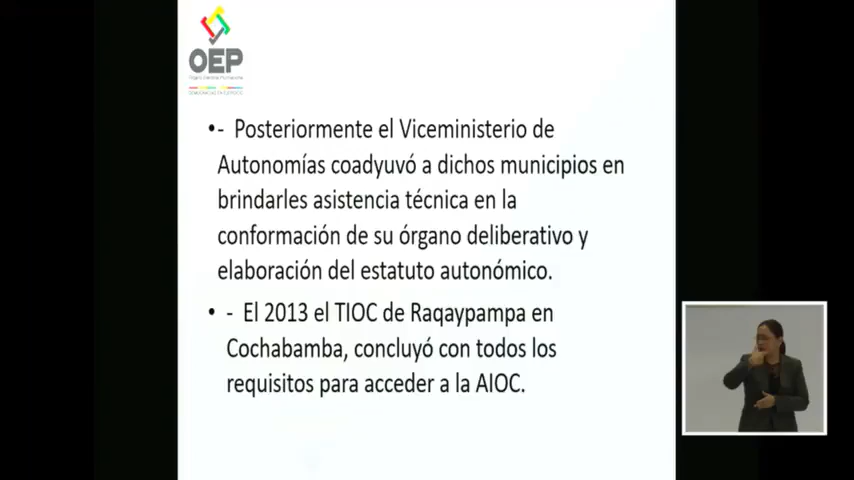 OEP
•- Posteriormente el Viceministerio de
Autonomías coadyuvó a dichos municipios en
brindarles asistencia técnica en la
conformación de su órgano deliberativo y
elaboración del estatuto autonómico.
• - El 2013 el TIOC de Raqaypampa en
Cochabamba, concluyó con todos los
requisitos para acceder a la AIOC.